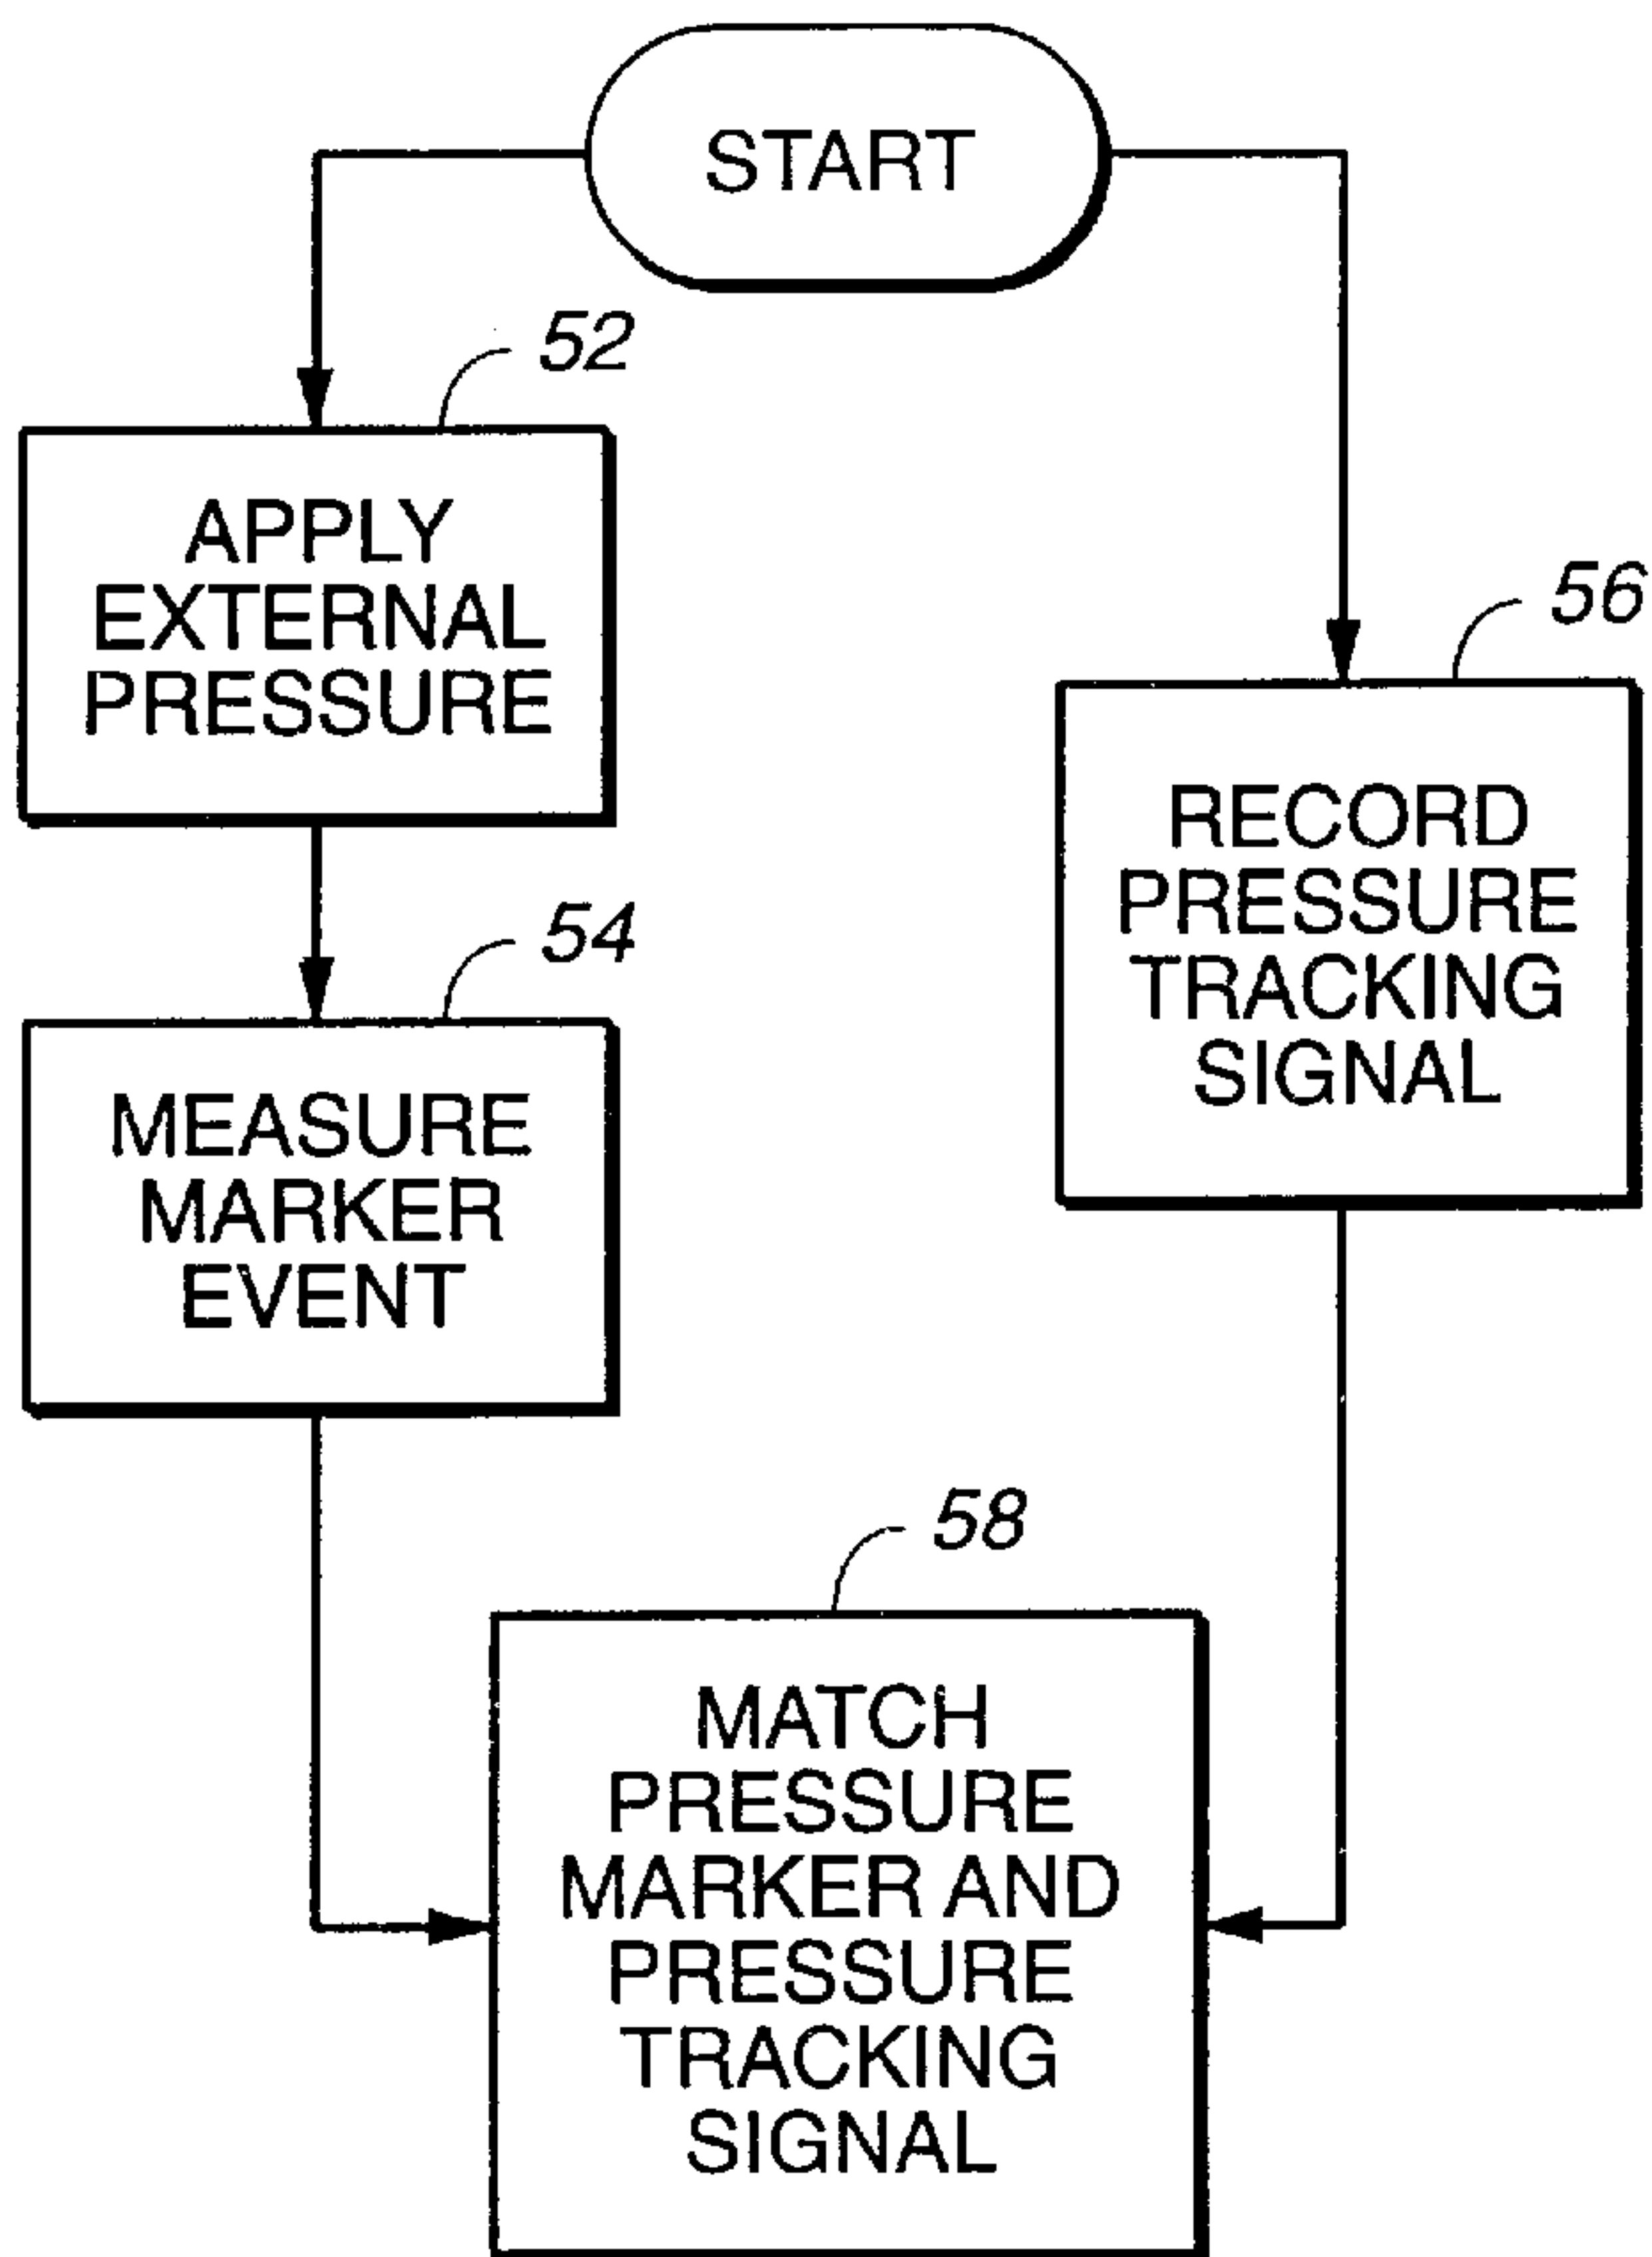 START
52
APPLY
EXTERNAL
PRESSURE
56
RECORD
PRESSURE
TRACKING
SIGNAL
54
MEASURE
MARKER
EVENT
58
MATCH
PRESSURE
MARKER AND
PRESSURE
TRACKING
SIGNAL